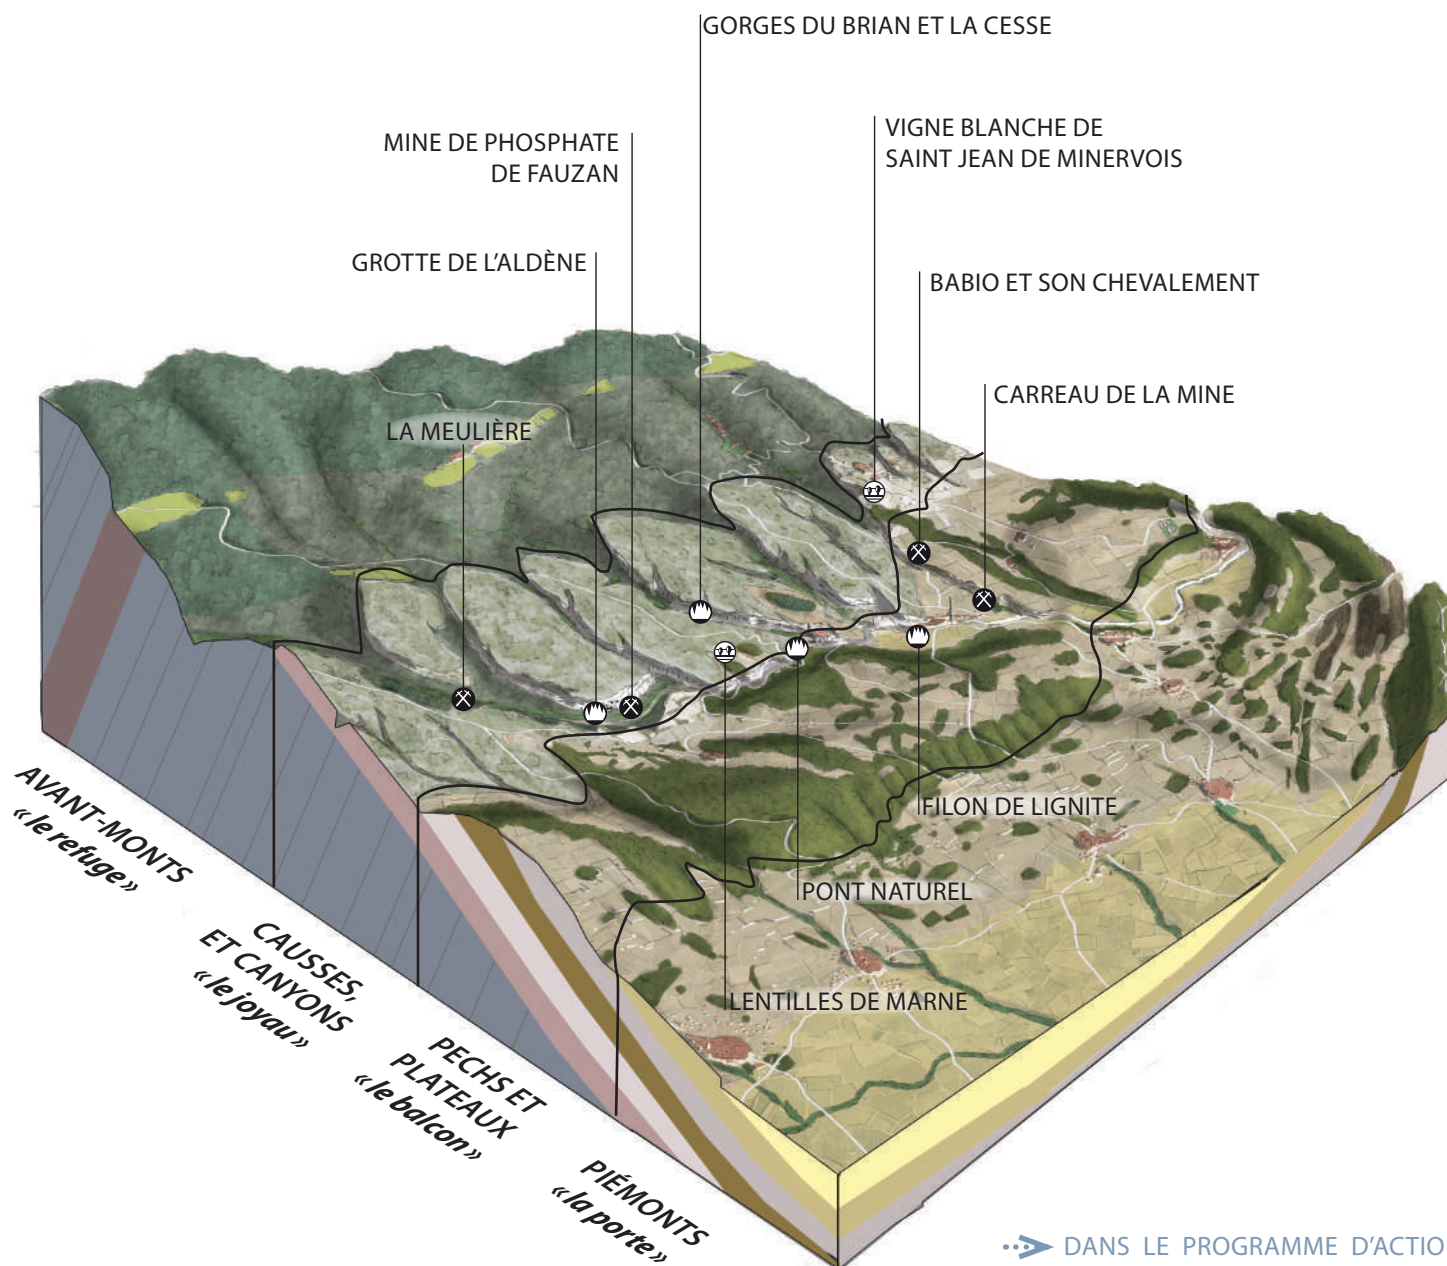 GORGES DU BRIAN ET LA CESSE
VIGNE BLANCHE DE
SAINT JEAN DE MINERVOIS
MINE DE PHOSPHATE
DE FAUZAN
GROTTE DE L'ALDÈNE
BABIO ET SON CHEVALEMENT
CARREAU DE LA MINE
LA MEULIÈRE
FILON DE LIGNITE
PONT NATUREL
LENTILLES DE MARNE
AVANT-MONTS
«le refuge»
CAUSSES,
ET CANYONS
«le joyau»
PECHS ET
PLATEAUX
«le balcon»
PIÉMONTS
«la porte»
DANS LE PROGRAMME D'ACTIO